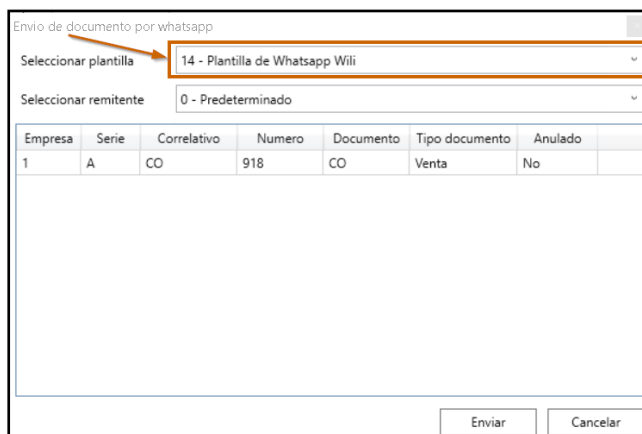 Envio de documento por whatsapp
Seleccionar plantilla 14 - Plantilla de Whatsapp Wili
Seleccionar remitente 0 - Predeterminado
Empresa Serie Correlativo Numero Documento Tipo documento Anulado
1 A CO 918 CO Venta No
Enviar Cancelar